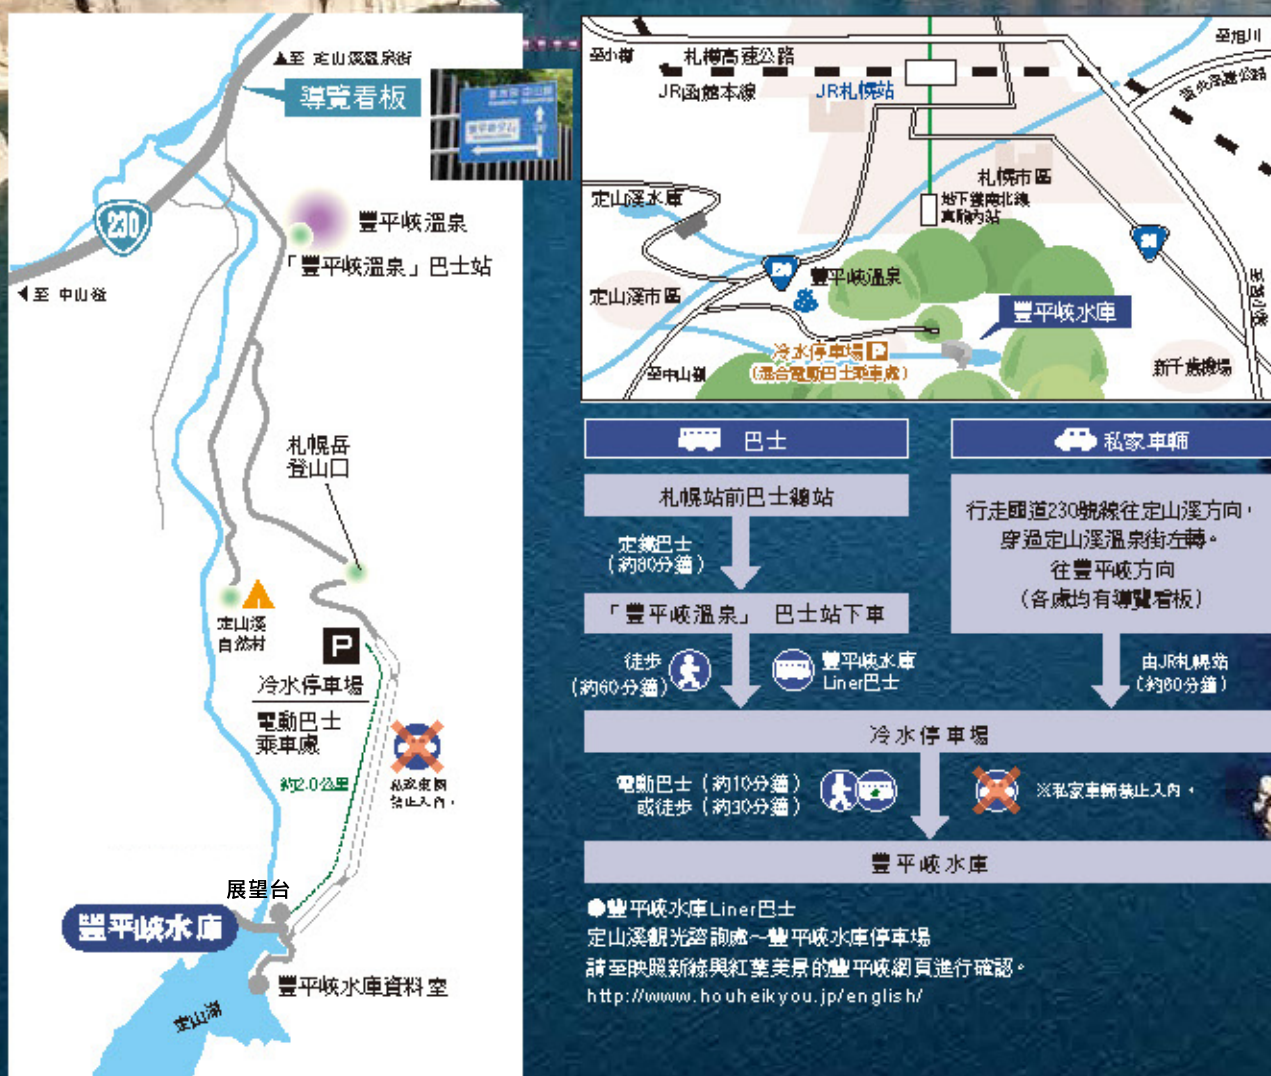 ▲至 定山溪溫泉街
導覽看板
230
豐平峽溫泉
「豐平峽溫泉」巴士站
◀至 中山嶺
札幌岳
登山口
定山溪
自然村
P
冷水停車場
電動巴士
乘車處
約2.0公里
私家車輛
禁止入內。
展望台
豐平峽水庫
豐平峽水庫資料室
定山湖
至小樽
札樽高速公路
至旭川
JR函館本線
JR札幌站
札幌市區
定山溪水庫
地下鐵南北線
真駒內站
豐平峽溫泉
定山溪市區
豐平峽水庫
冷水停車場 P
(混合電動巴士乘車處)
至中山嶺
新千歲機場
巴士
私家車輛
札幌站前巴士總站
定鐵巴士
(約80分鐘)
「豐平峽溫泉」 巴士站下車
徒步
(約60分鐘)
豐平峽水庫
Liner巴士
行走國道230號線往定山溪方向,
穿過定山溪溫泉街左轉。
往豐平峽方向
(各處均有導覽看板)
由JR札幌站
(約60分鐘)
冷水停車場
電動巴士(約10分鐘)
或徒步(約30分鐘)
※私家車輛禁止入內。
豐平峽水庫
●豐平峽水庫Liner巴士
定山溪觀光諮詢處～豐平峽水庫停車場
請至映照新綠與紅葉美景的豐平峽網頁進行確認。
http://www.houheikyou.jp/english/